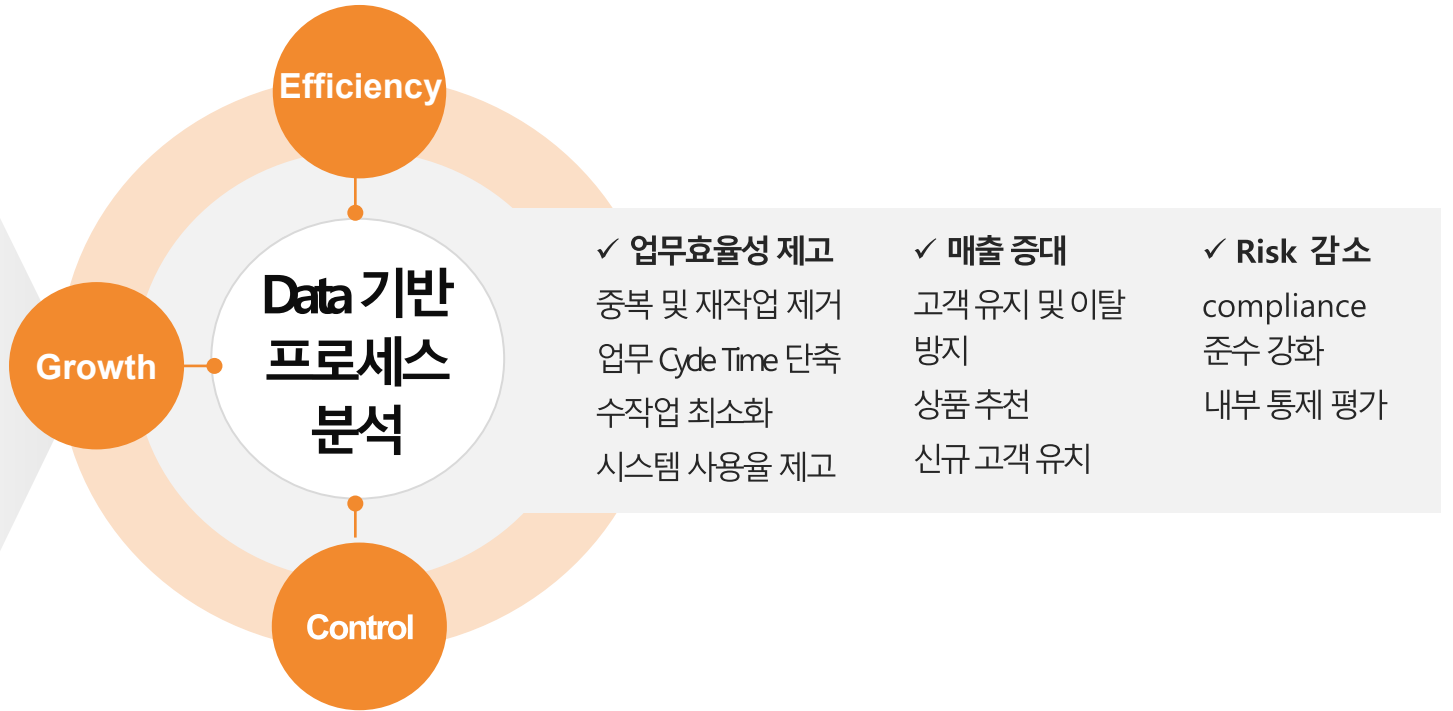 Efficiency
Growth
Data 기반
프로세스
분석
Control
✓ 업무효율성 제고
중복 및 재작업 제거
업무 Cycle Time 단축
수작업 최소화
시스템 사용율 제고
✓ 매출 증대
고객 유지 및 이탈
방지
상품 추천
신규 고객 유치
✓ Risk 감소
compliance
준수 강화
내부 통제 평가